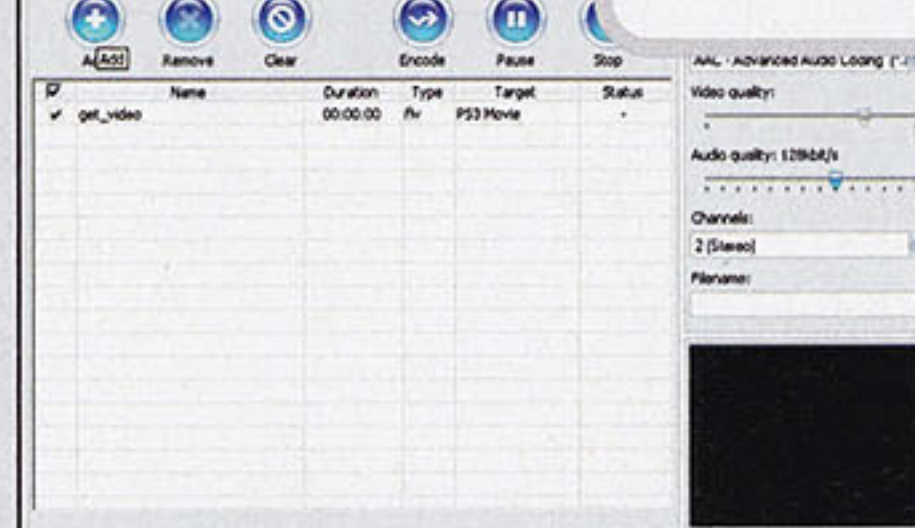 Add
Remove
Clear
Encode
Pause
Stop
AAC - Advanced Audio Coding
Name Duration Type Target Status
get_video 00:00.00 flv PS3 Movie -
Video quality:
Audio quality: 128kbit/s
Channels:
2 (Stereo)
Filename: